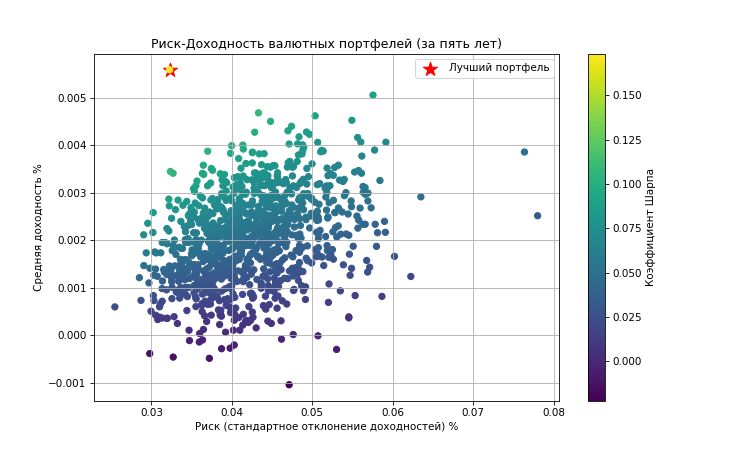 Риск-Доходность валютных портфелей (за пять лет)
Лучший портфель
Средняя доходность %
0.005
0.004
0.003
0.002
0.001
0.000
−0.001
0.03 0.04 0.05 0.06 0.07 0.08
Риск (стандартное отклонение доходностей) %
0.150
0.125
0.100
0.075
0.050
0.025
0.000
Коэффициент Шарпа